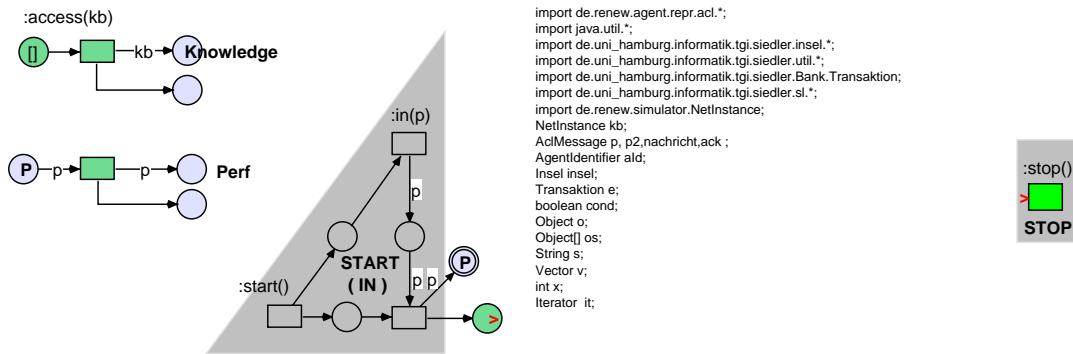 :access(kb)
[]
kb
Knowledge
P
p
p
Perf
:in(p)
p
START
( IN )
p p
P
:start()
>
import de.renew.agent.repr.acl.*;
import java.util.*;
import de.uni_hamburg.informatik.tgi.siedler.insel.*;
import de.uni_hamburg.informatik.tgi.siedler.util.*;
import de.uni_hamburg.informatik.tgi.siedler.Bank.Transaktion;
import de.uni_hamburg.informatik.tgi.siedler.sl.*;
import de.renew.simulator.NetInstance;
NetInstance kb;
AclMessage p, p2,nachricht,ack ;
AgentIdentifier aId;
Insel insel;
Transaktion e;
boolean cond;
Object o;
Object[] os;
String s;
Vector v;
int x;
Iterator  it;
:stop()
>
STOP